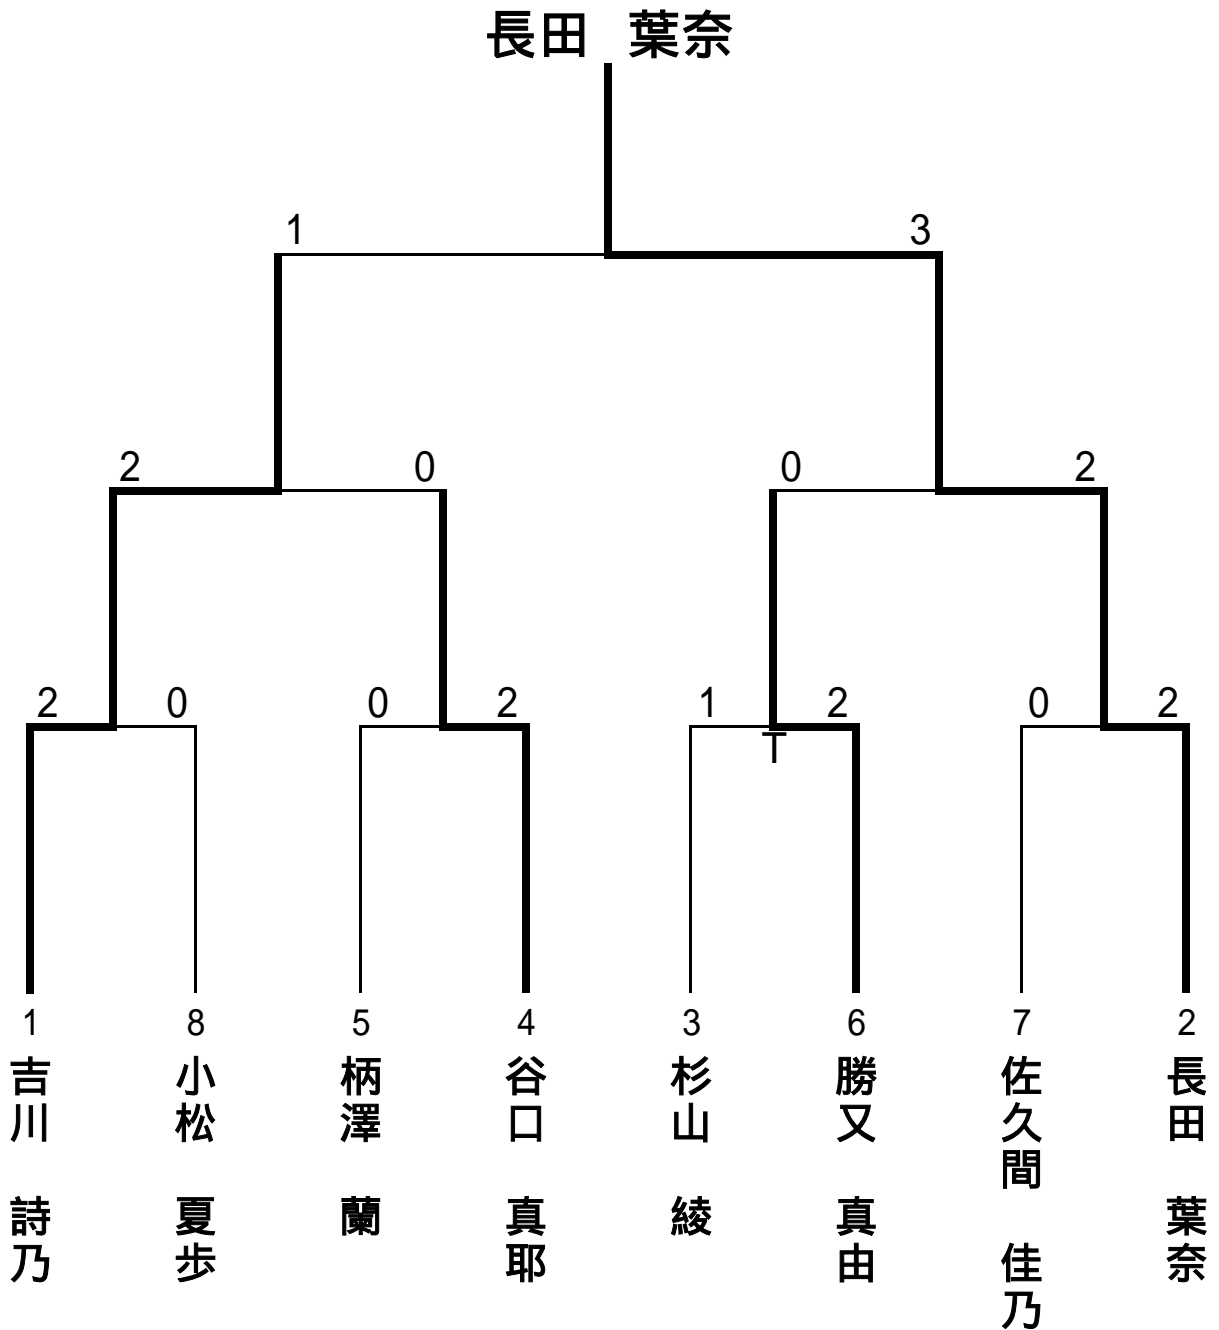 長田 葉奈
1 3
2 0 0 2
2 0 0 2 1 2 0 2
T
1 8 5 4 3 6 7 2
吉川 詩乃
小松 夏歩
柄澤 蘭
谷口 真耶
杉山 綾
勝又 真由
佐久間 佳乃
長田 葉奈